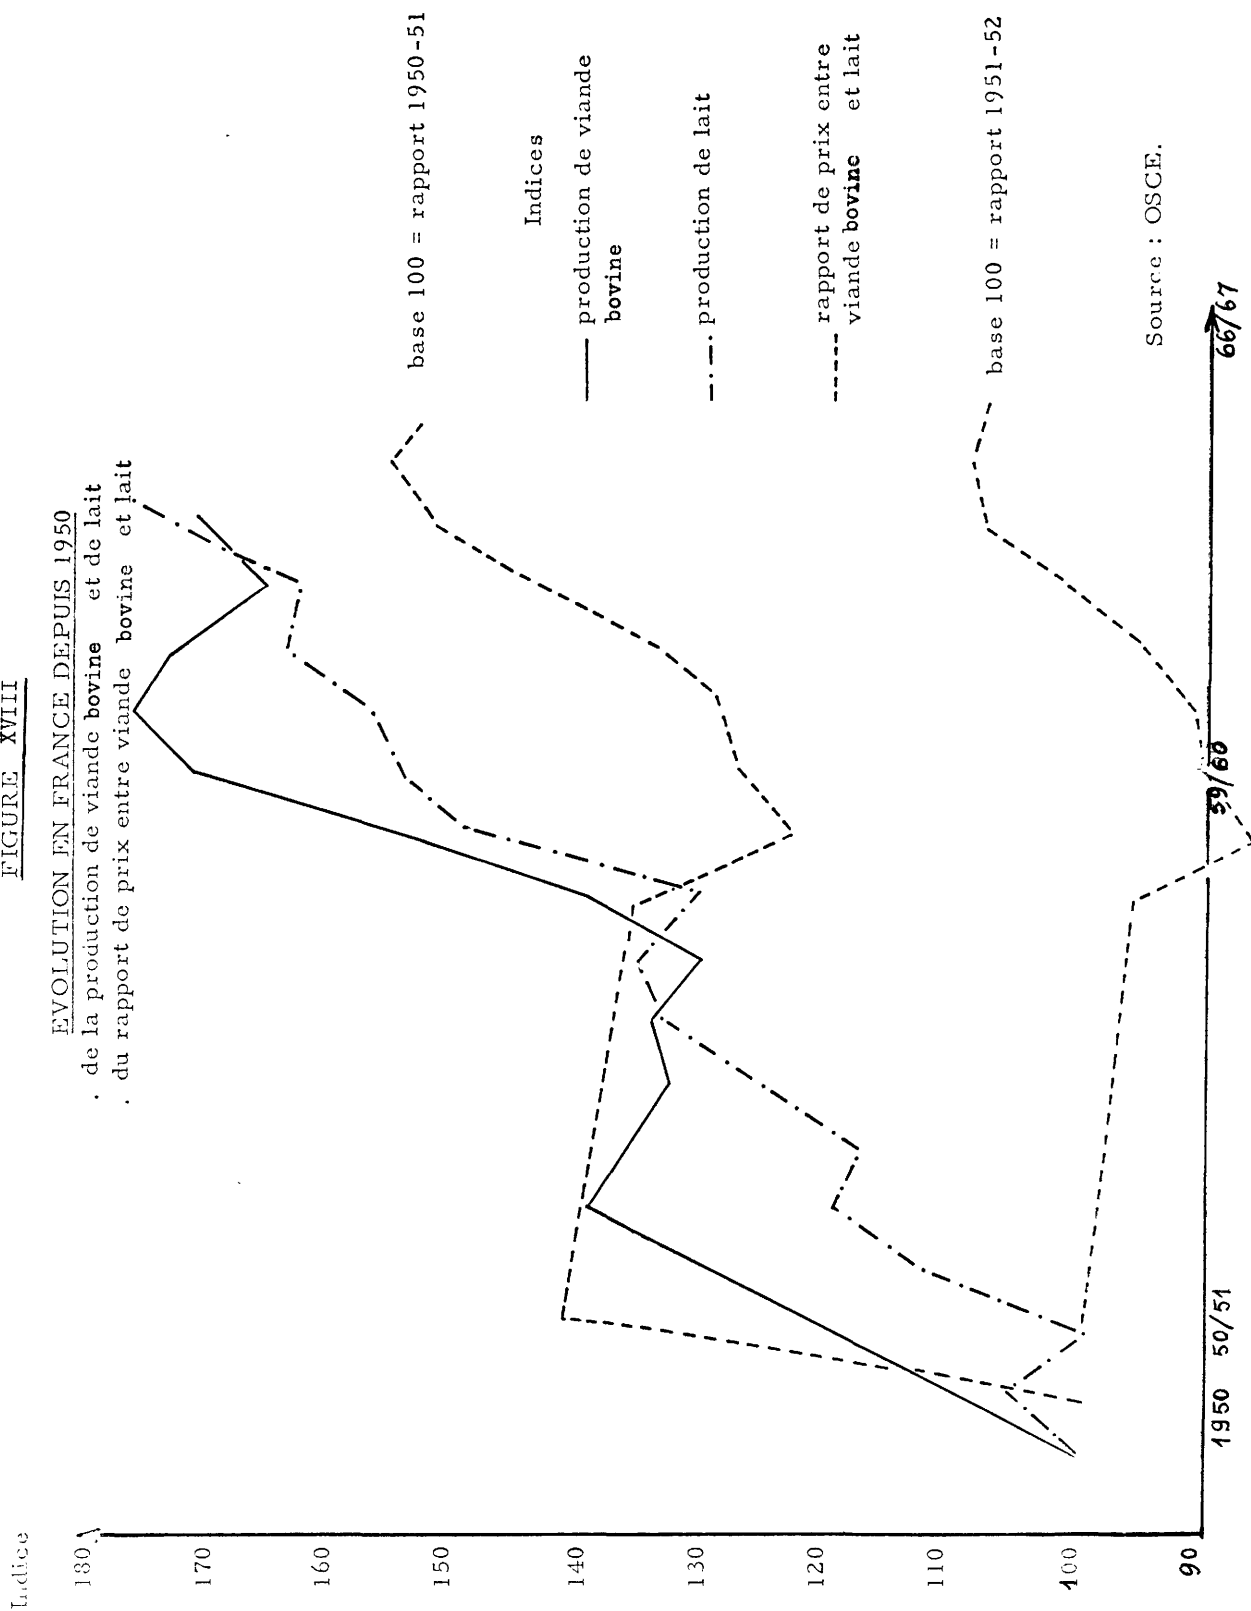 FIGURE XVIII
EVOLUTION EN FRANCE DEPUIS 1950
. de la production de viande bovine et de lait
. du rapport de prix entre viande bovine et lait
Indice
180
170
160
150
140
130
120
110
100
90
base 100 = rapport 1950-51
Indices
production de viande
bovine
production de lait
rapport de prix entre
viande bovine et lait
base 100 = rapport 1951-52
Source : OSCE.
1950 50/51 59/60 66/67